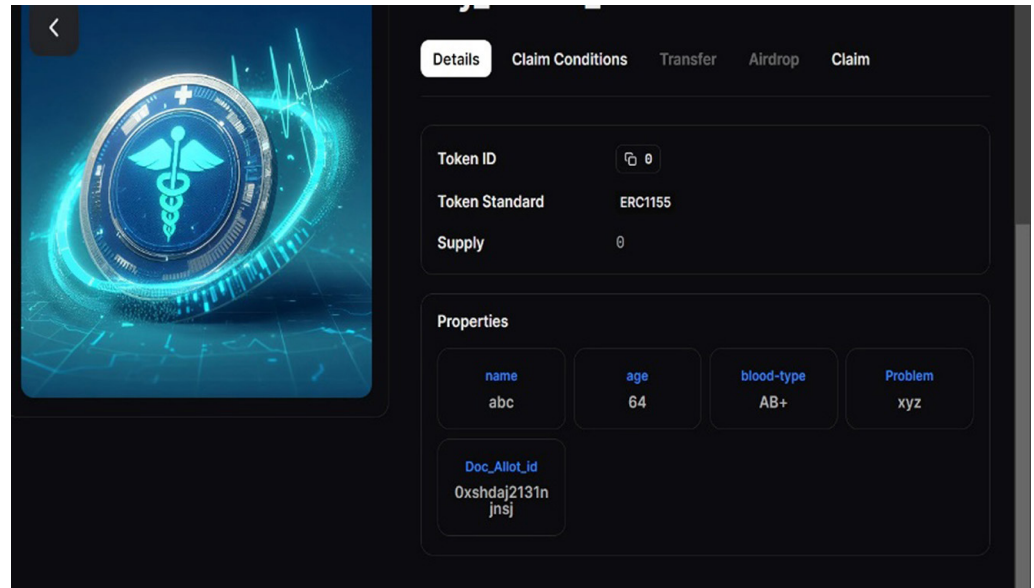 Details Claim Conditions Transfer Airdrop Claim
Token ID 0
Token Standard ERC1155
Supply 0
Properties
name age blood-type Problem
abc 64 AB+ xyz
Doc_Allot_id
0xshdaj2131n
jnsj